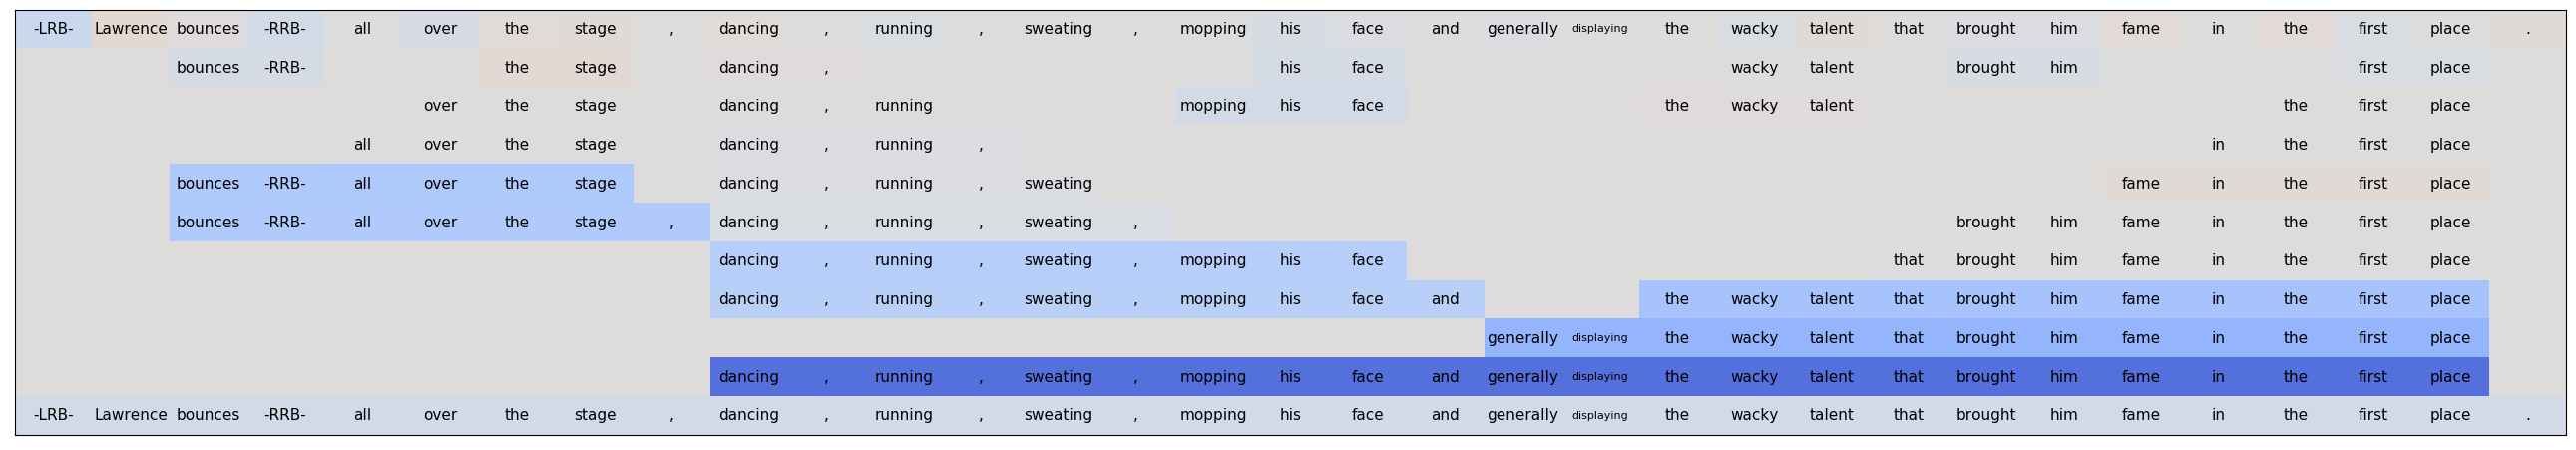 -LRB- Lawrence bounces -RRB- all over the stage , dancing , running , sweating , mopping his face and generally displaying the wacky talent that brought him fame in the first place .
bounces -RRB- the stage dancing , his face wacky talent brought him first place
over the stage dancing , running mopping his face the wacky talent the first place
all over the stage dancing , running , in the first place
bounces -RRB- all over the stage dancing , running , sweating fame in the first place
bounces -RRB- all over the stage , dancing , running , sweating , brought him fame in the first place
dancing , running , sweating , mopping his face that brought him fame in the first place
dancing , running , sweating , mopping his face and the wacky talent that brought him fame in the first place
generally displaying the wacky talent that brought him fame in the first place
dancing , running , sweating , mopping his face and generally displaying the wacky talent that brought him fame in the first place
-LRB- Lawrence bounces -RRB- all over the stage , dancing , running , sweating , mopping his face and generally displaying the wacky talent that brought him fame in the first place .